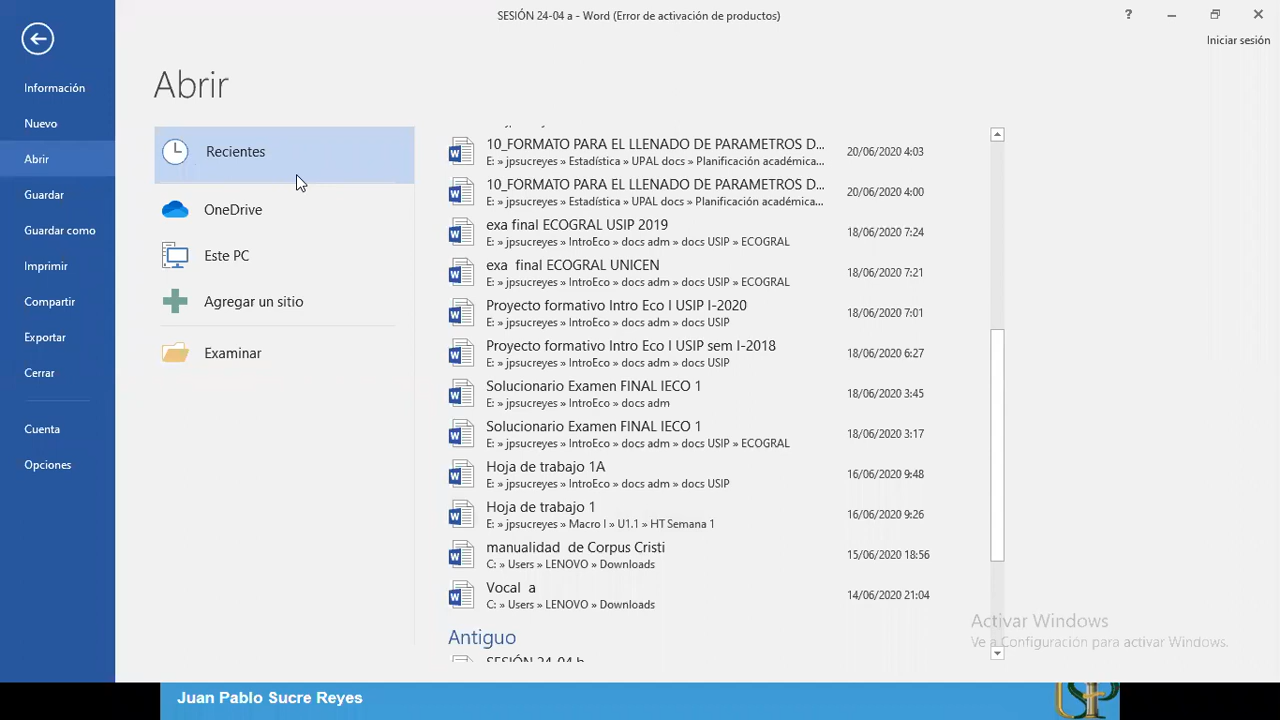 SESIÓN 24-04 a - Word (Error de activación de productos)
?
Iniciar sesión
Información
Nuevo
Abrir
Guardar
Guardar como
Imprimir
Compartir
Exportar
Cerrar
Cuenta
Opciones
Abrir
Recientes
OneDrive
Este PC
Agregar un sitio
Examinar
10_FORMATO PARA EL LLENADO DE PARAMETROS D...
E: » jpsucreyes » Estadística » UPAL docs » Planificación académica...
20/06/2020 4:03
10_FORMATO PARA EL LLENADO DE PARAMETROS D...
E: » jpsucreyes » Estadística » UPAL docs » Planificación académica...
20/06/2020 4:00
exa final ECOGRAL USIP 2019
E: » jpsucreyes » IntroEco » docs adm » docs USIP » ECOGRAL
18/06/2020 7:24
exa  final ECOGRAL UNICEN
E: » jpsucreyes » IntroEco » docs adm » docs USIP » ECOGRAL
18/06/2020 7:21
Proyecto formativo Intro Eco I USIP I-2020
E: » jpsucreyes » IntroEco » docs adm » docs USIP
18/06/2020 7:01
Proyecto formativo Intro Eco I USIP sem I-2018
E: » jpsucreyes » IntroEco » docs adm » docs USIP
18/06/2020 6:27
Solucionario Examen FINAL IECO 1
E: » jpsucreyes » IntroEco » docs adm
18/06/2020 3:45
Solucionario Examen FINAL IECO 1
E: » jpsucreyes » IntroEco » docs adm » docs USIP » ECOGRAL
18/06/2020 3:17
Hoja de trabajo 1A
E: » jpsucreyes » IntroEco » docs adm » docs USIP
16/06/2020 9:48
Hoja de trabajo 1
E: » jpsucreyes » Macro I » U1.1 » HT Semana 1
16/06/2020 9:26
manualidad  de Corpus Cristi
C: » Users » LENOVO » Downloads
15/06/2020 18:56
Vocal  a
C: » Users » LENOVO » Downloads
14/06/2020 21:04
Antiguo
SESIÓN 24-04 b
Activar Windows
Ve a Configuración para activar Windows.
Juan Pablo Sucre Reyes